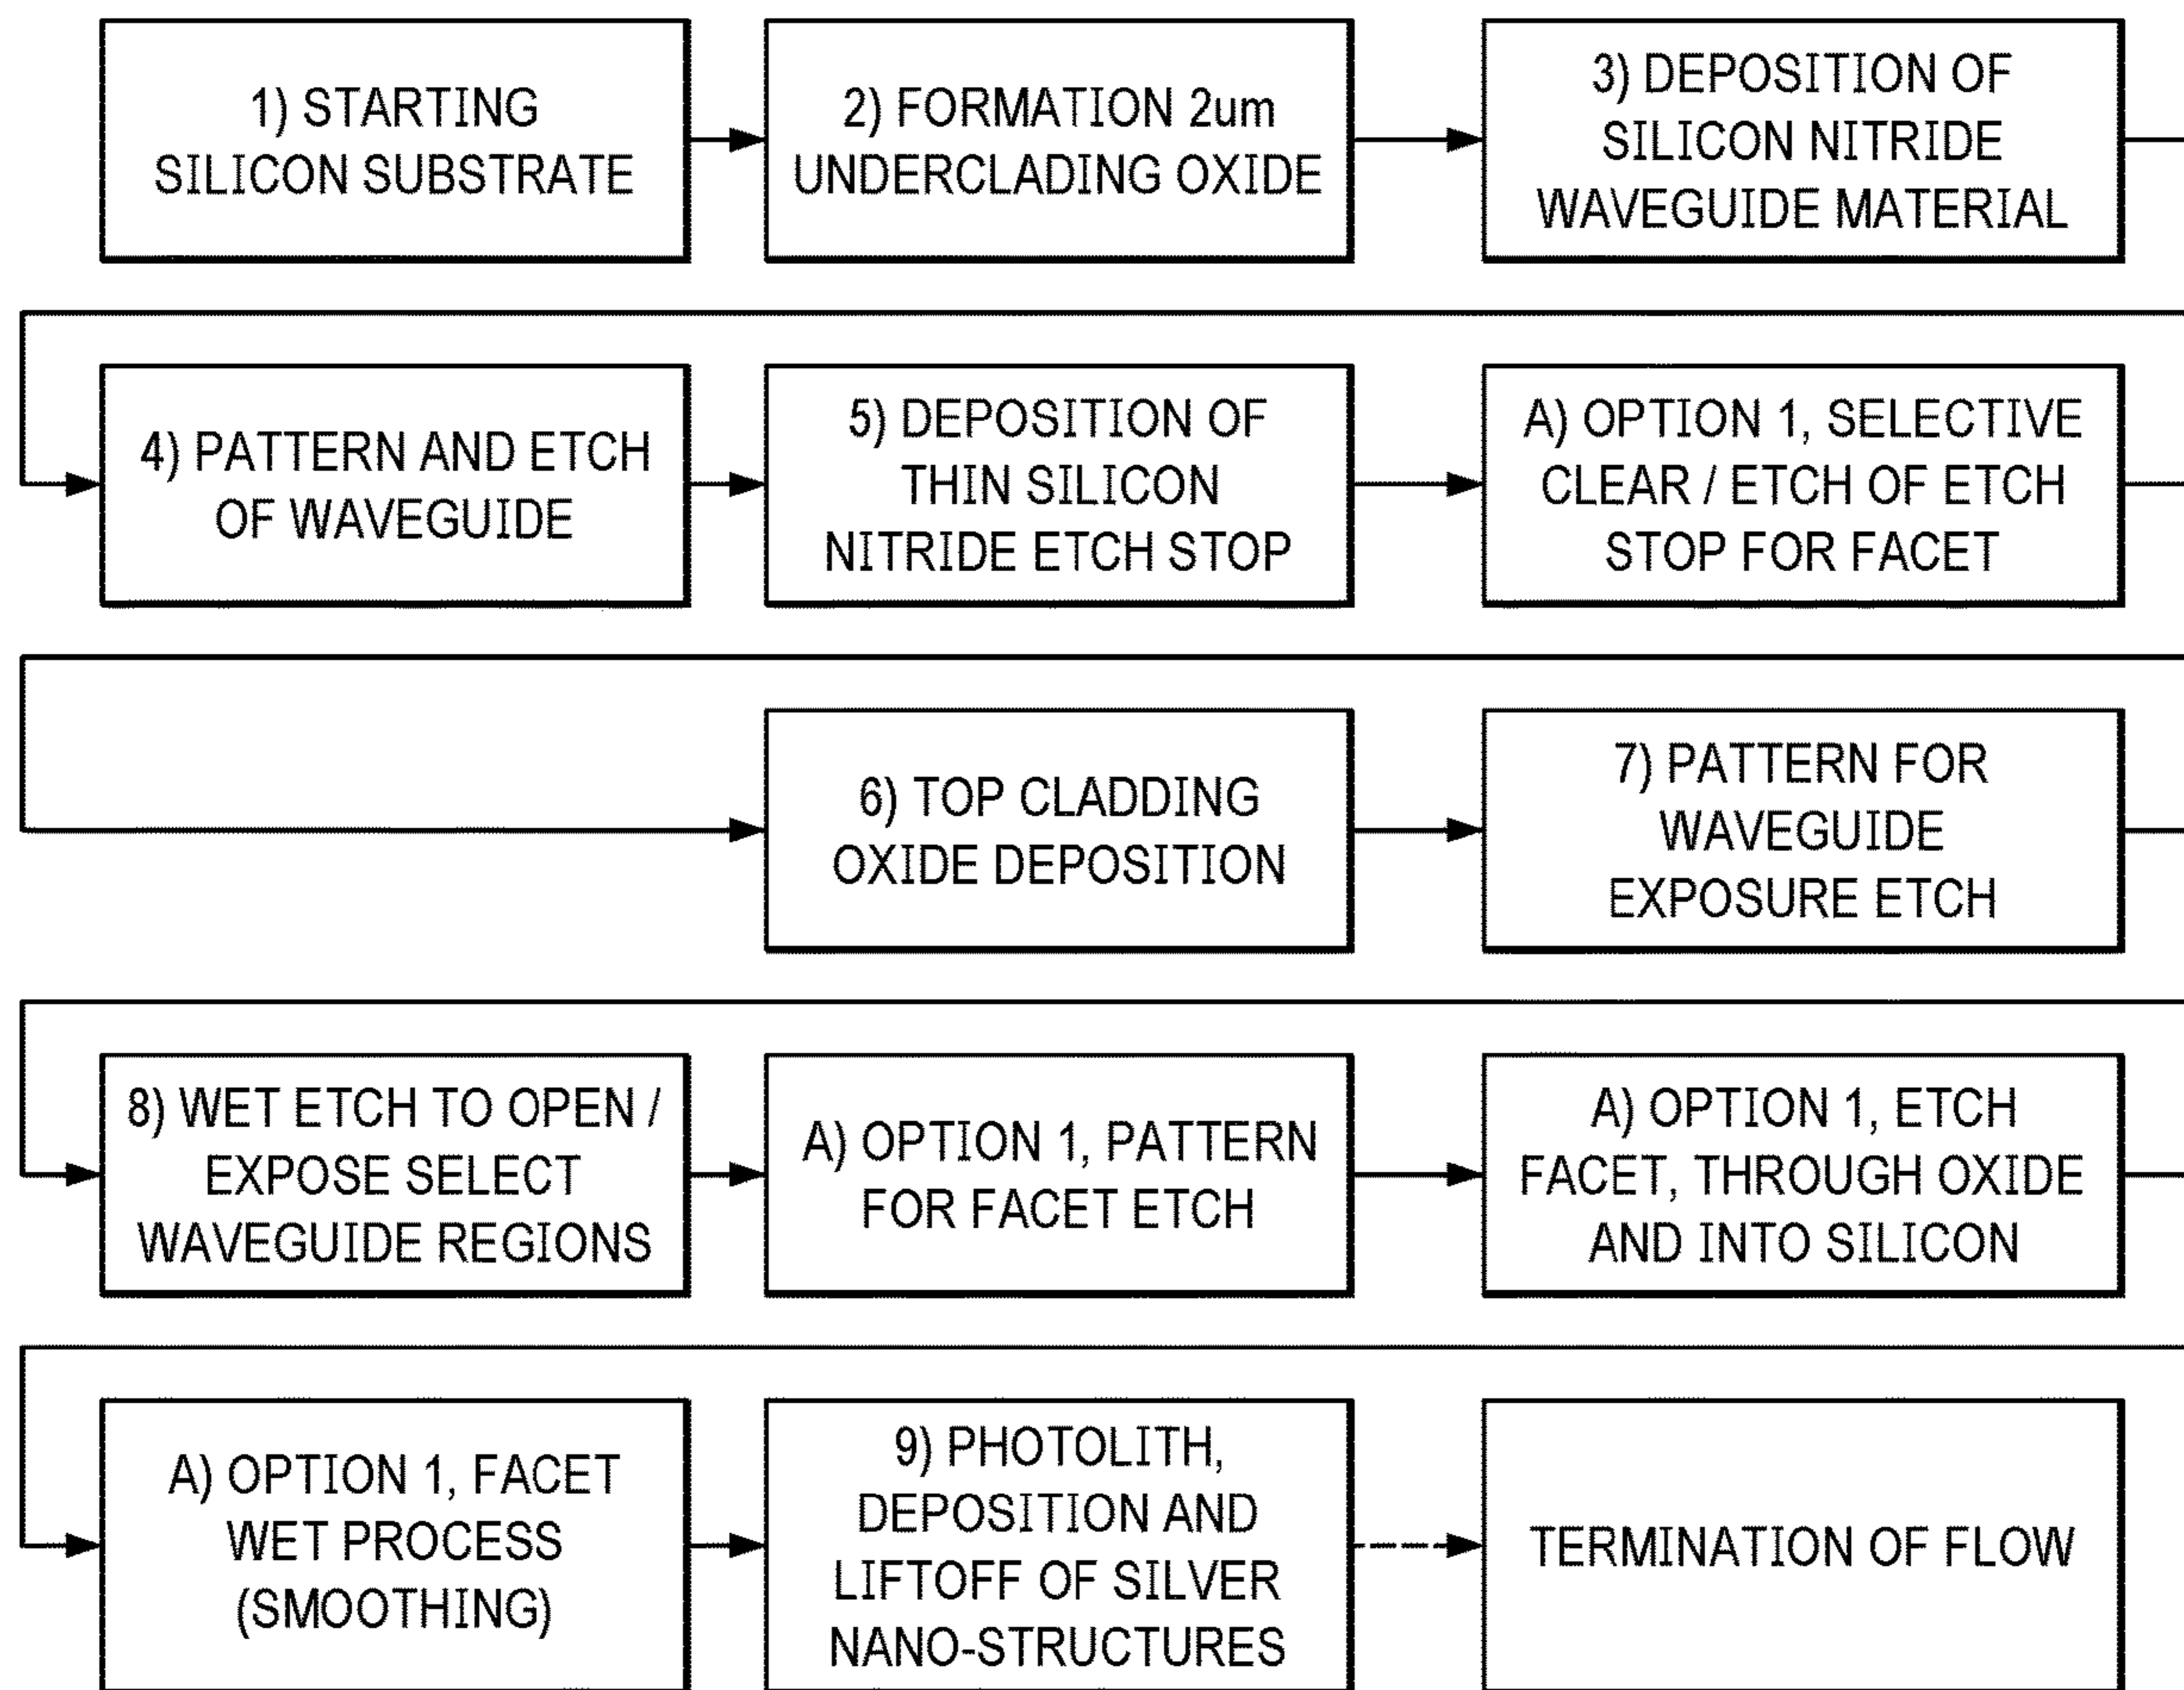 1) STARTING
SILICON SUBSTRATE
2) FORMATION 2um
UNDERCLADING OXIDE
3) DEPOSITION OF
SILICON NITRIDE
WAVEGUIDE MATERIAL
4) PATTERN AND ETCH
OF WAVEGUIDE
5) DEPOSITION OF
THIN SILICON
NITRIDE ETCH STOP
A) OPTION 1, SELECTIVE
CLEAR / ETCH OF ETCH
STOP FOR FACET
6) TOP CLADDING
OXIDE DEPOSITION
7) PATTERN FOR
WAVEGUIDE
EXPOSURE ETCH
8) WET ETCH TO OPEN /
EXPOSE SELECT
WAVEGUIDE REGIONS
A) OPTION 1, PATTERN
FOR FACET ETCH
A) OPTION 1, ETCH
FACET, THROUGH OXIDE
AND INTO SILICON
A) OPTION 1, FACET
WET PROCESS
(SMOOTHING)
9) PHOTOLITH,
DEPOSITION AND
LIFTOFF OF SILVER
NANO-STRUCTURES
TERMINATION OF FLOW